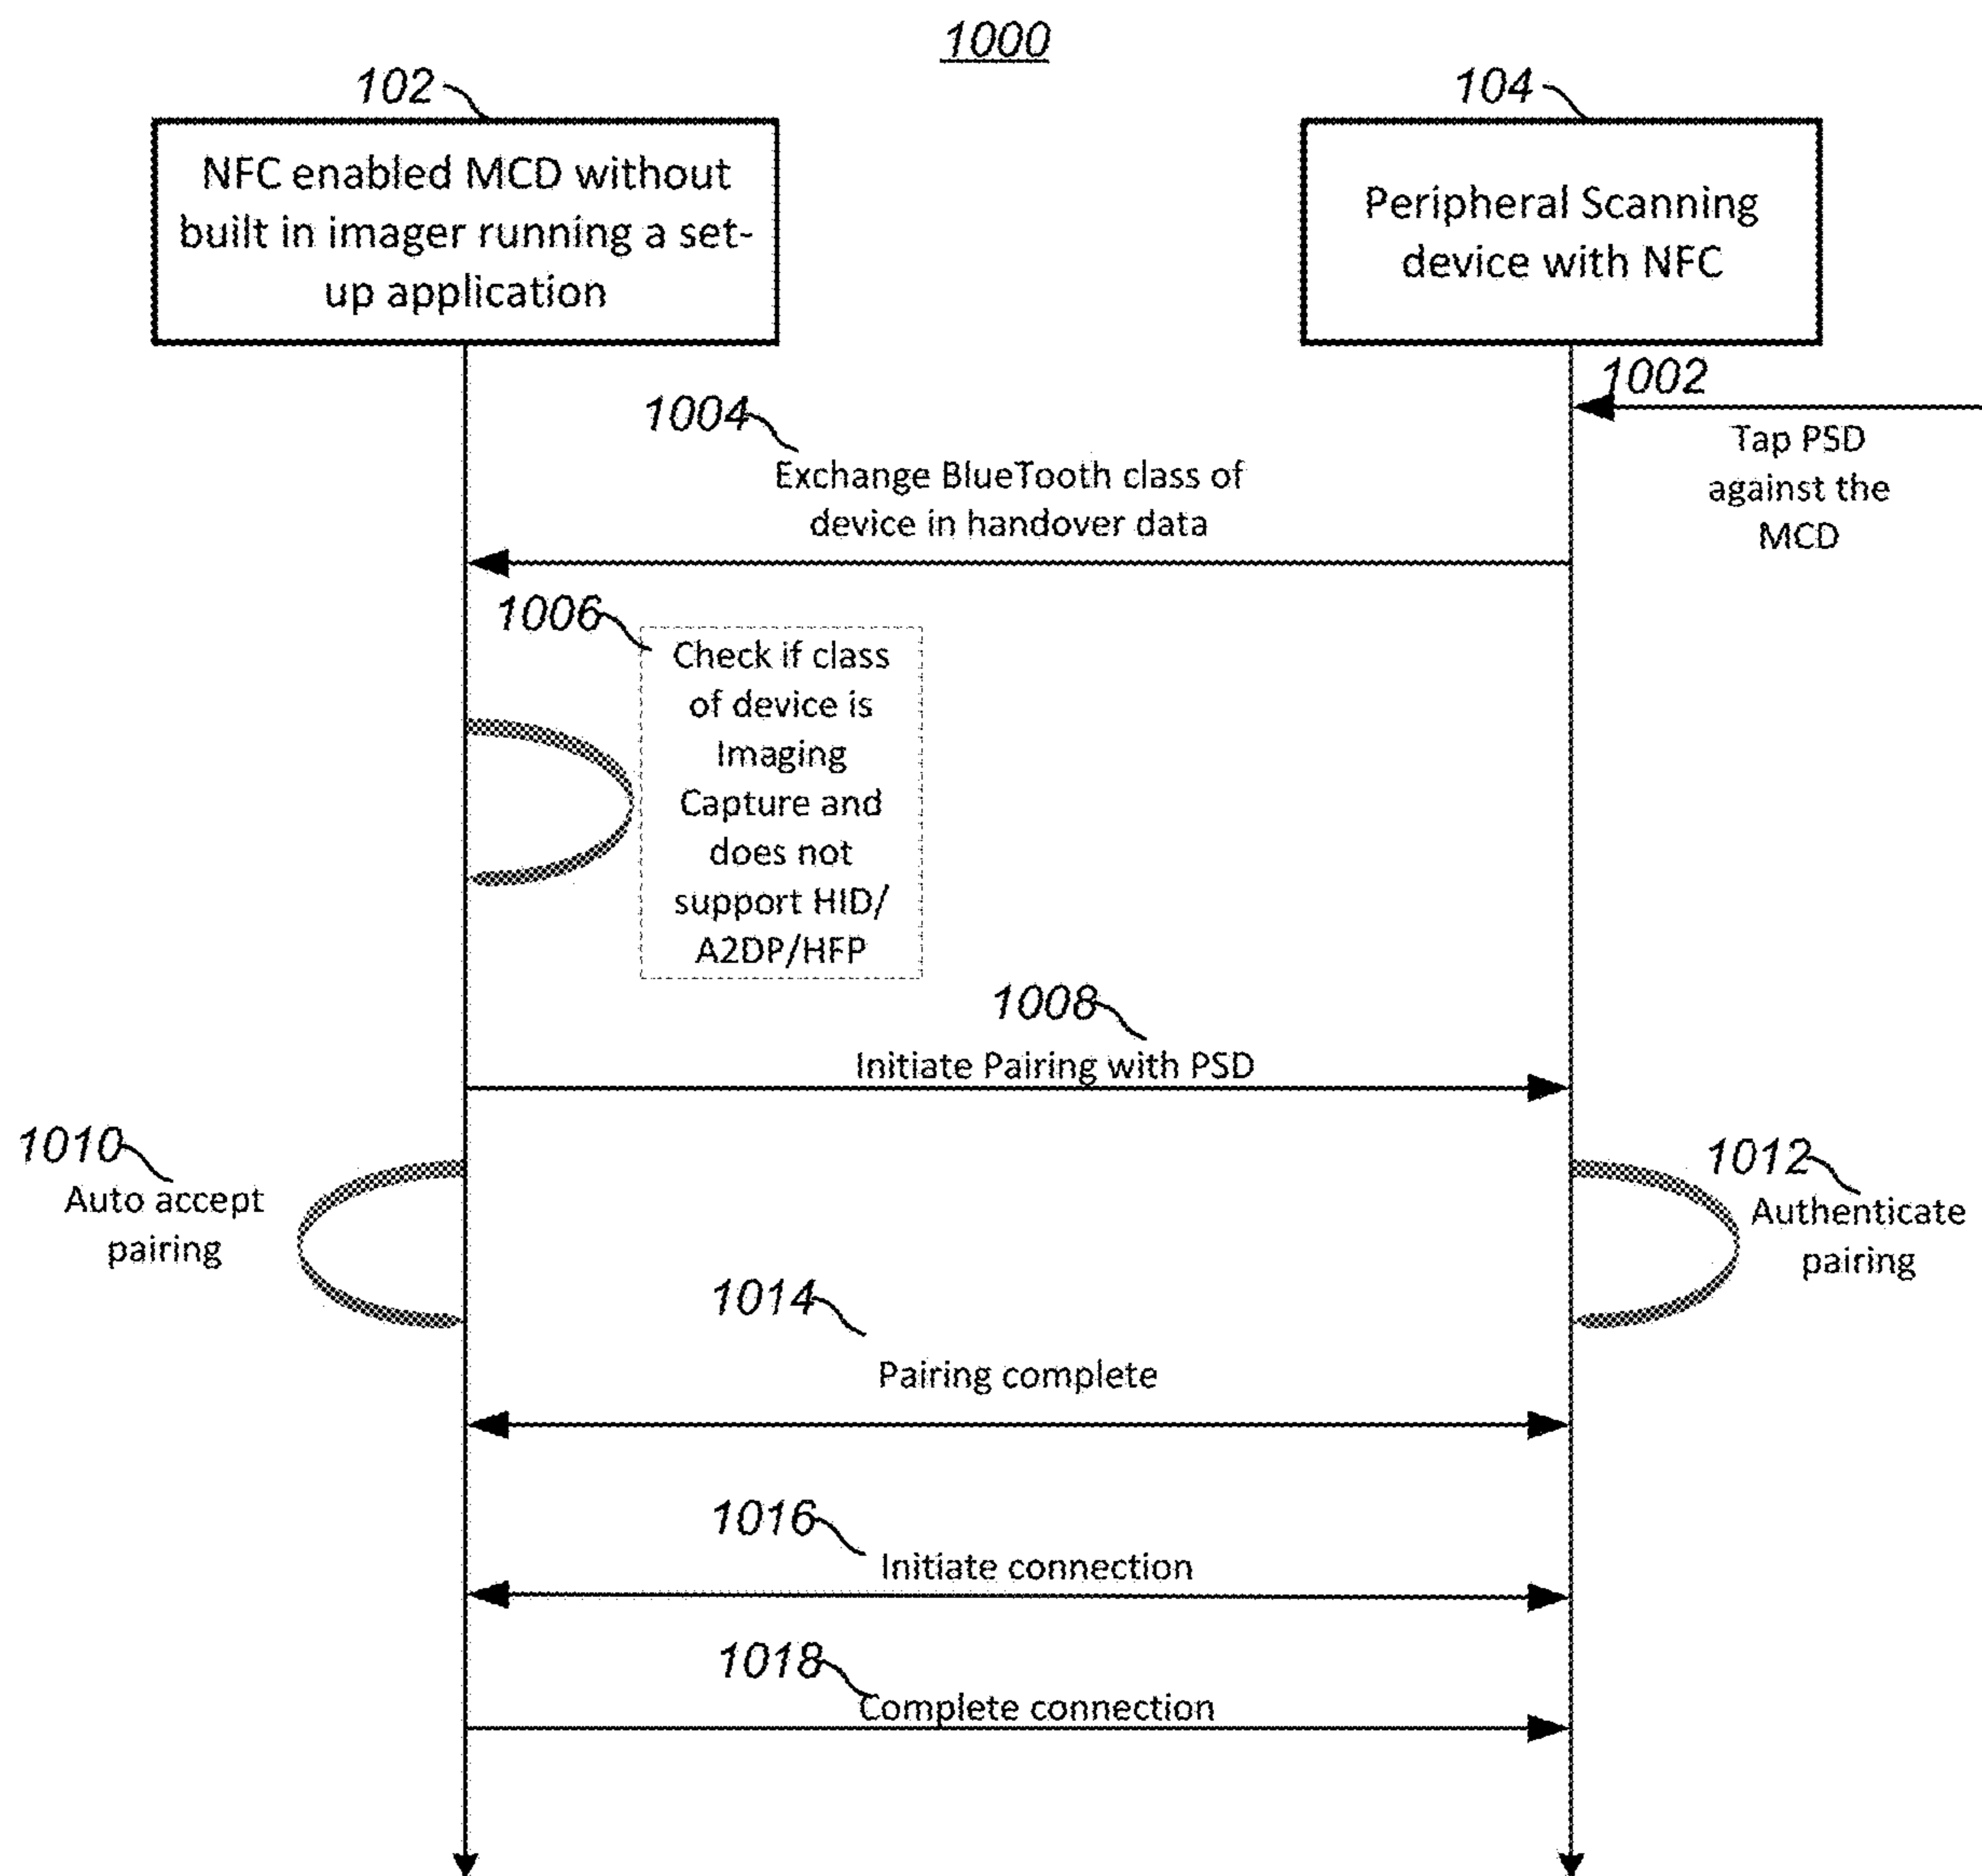 1000
102
NFC enabled MCD without
built in imager running a set-
up application
104
Peripheral Scanning
device with NFC
1002
Tap PSD
against the
MCD
1004
Exchange BlueTooth class of
device in handover data
1006
Check if class
of device is
Imaging
Capture and
does not
support HID/
A2DP/HFP
1008
Initiate Pairing with PSD
1010
Auto accept
pairing
1012
Authenticate
pairing
1014
Pairing complete
1016
Initiate connection
1018
Complete connection